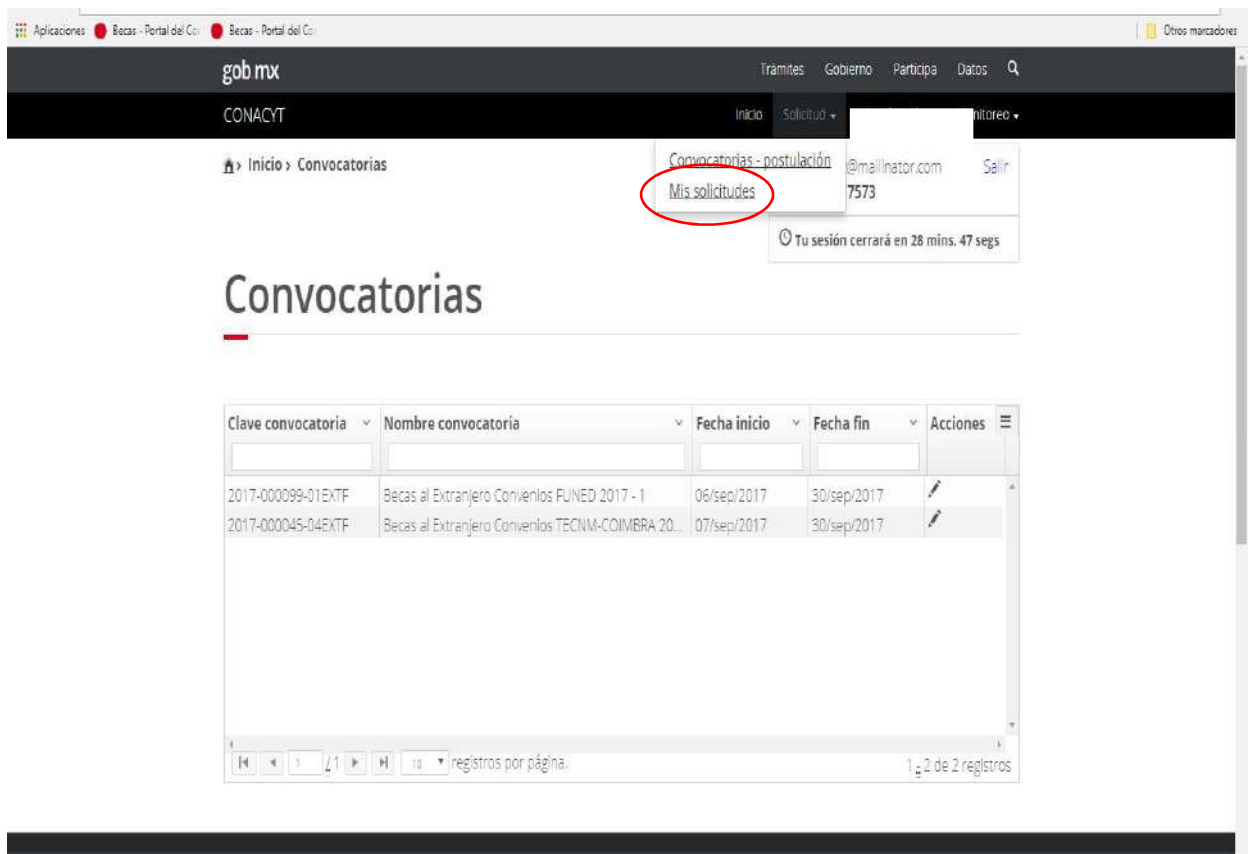 Aplicaciones Becas - Portal del Co Becas - Portal del Co Otros marcadores
gob mx Trámites Gobierno Participa Datos
CONACYT Inicio Solicitud nitoreo
> Inicio > Convocatorias
Convocatorias - postulación @mailinator.com Salir
Mis solicitudes 7573
Tu sesión cerrará en 28 mins. 47 segs
Convocatorias
Clave convocatoria Nombre convocatoria Fecha inicio Fecha fin Acciones
2017-000099-01EXTF Becas al Extranjero Convenios FUNED 2017 - 1 06/sep/2017 30/sep/2017
2017-000045-04EXTF Becas al Extranjero Convenios TECNM-COIMBRA 20... 07/sep/2017 30/sep/2017
1 / 1 10 registros por página. 1 - 2 de 2 registros